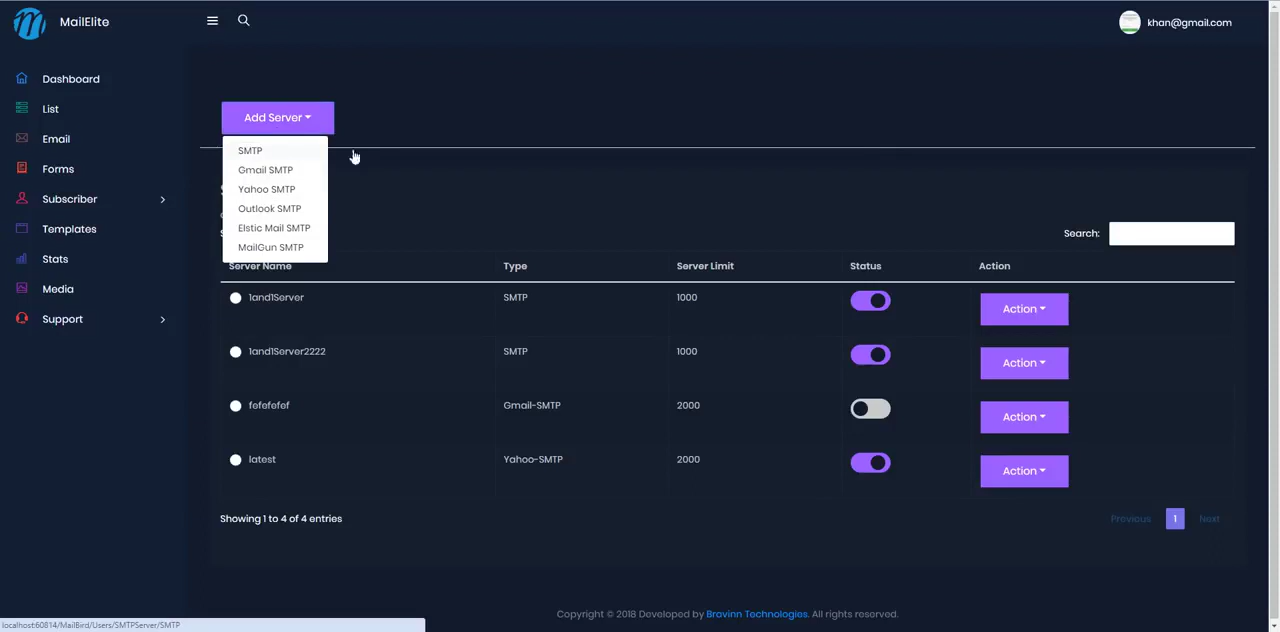 MailElite
khan@gmail.com
Dashboard
List
Email
Forms
Subscriber
Templates
Stats
Media
Support
Add Server
SMTP
Gmail SMTP
Yahoo SMTP
Outlook SMTP
Elstic Mail SMTP
MailGun SMTP
Search:
Server Name Type Server Limit Status Action
1and1Server SMTP 1000 Action
1and1Server2222 SMTP 1000 Action
fefefefef Gmail-SMTP 2000 Action
latest Yahoo-SMTP 2000 Action
Showing 1 to 4 of 4 entries
Previous 1 Next
Copyright © 2018 Developed by Bravinn Technologies. All rights reserved.
localhost:60814/MailBird/Users/SMTPServer/SMTP